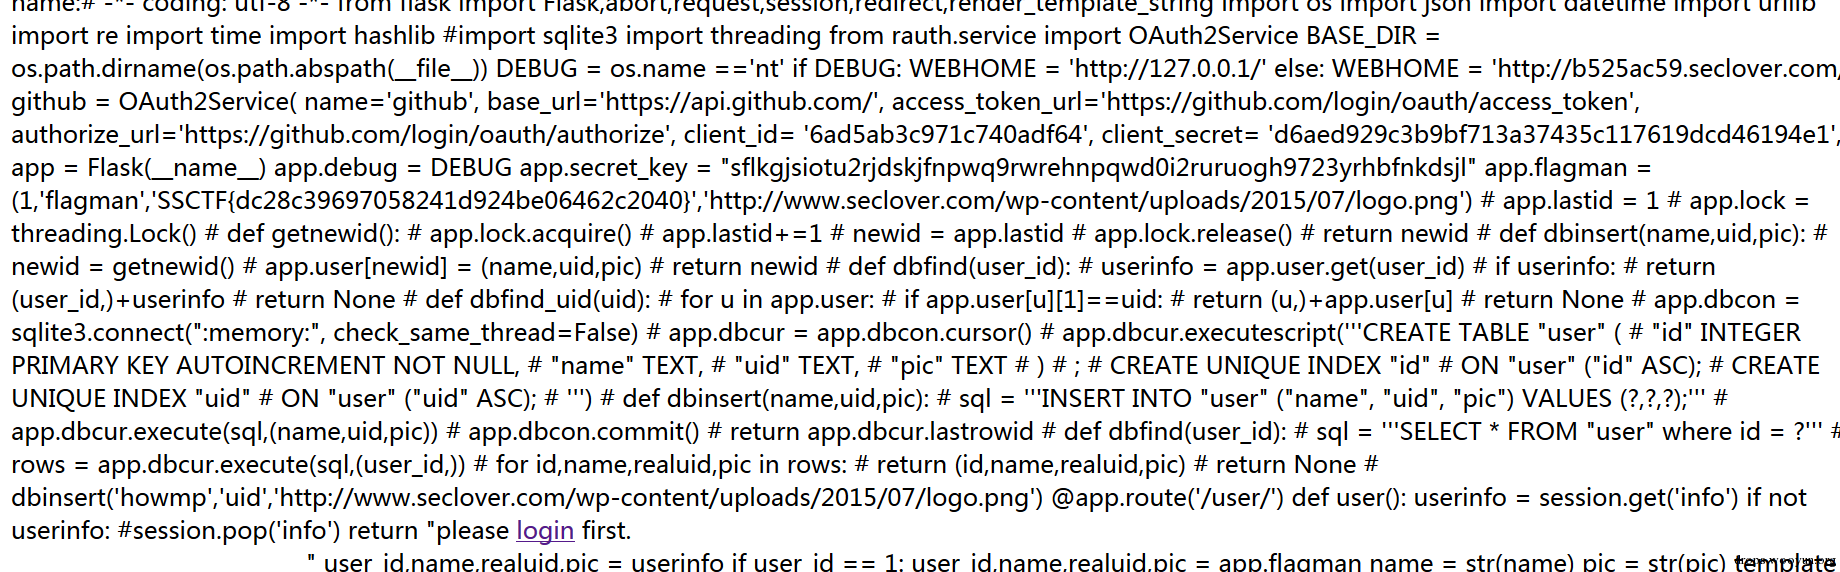 name:# -*- coding: utf-8 -*- from flask import Flask,abort,request,session,redirect,render_template_string import os import json import datetime import urllib
import re import time import hashlib #import sqlite3 import threading from rauth.service import OAuth2Service BASE_DIR =
os.path.dirname(os.path.abspath(__file__)) DEBUG = os.name =='nt' if DEBUG: WEBHOME = 'http://127.0.0.1/' else: WEBHOME = 'http://b525ac59.seclover.com/
github = OAuth2Service( name='github', base_url='https://api.github.com/', access_token_url='https://github.com/login/oauth/access_token',
authorize_url='https://github.com/login/oauth/authorize', client_id= '6ad5ab3c971c740adf64', client_secret= 'd6aed929c3b9bf713a37435c117619dcd46194e1',
app = Flask(__name__) app.debug = DEBUG app.secret_key = "sflkgjsiotu2rjdskjfnpwq9rwrehnpqwd0i2ruruogh9723yrhbfnkdsjl" app.flagman =
(1,'flagman','SSCTF{dc28c39697058241d924be06462c2040}','http://www.seclover.com/wp-content/uploads/2015/07/logo.png') # app.lastid = 1 # app.lock =
threading.Lock() # def getnewid(): # app.lock.acquire() # app.lastid+=1 # newid = app.lastid # app.lock.release() # return newid # def dbinsert(name,uid,pic): #
newid = getnewid() # app.user[newid] = (name,uid,pic) # return newid # def dbfind(user_id): # userinfo = app.user.get(user_id) # if userinfo: # return
(user_id,)+userinfo # return None # def dbfind_uid(uid): # for u in app.user: # if app.user[u][1]==uid: # return (u,)+app.user[u] # return None # app.dbcon =
sqlite3.connect(":memory:", check_same_thread=False) # app.dbcur = app.dbcon.cursor() # app.dbcur.executescript('''CREATE TABLE "user" ( # "id" INTEGER
PRIMARY KEY AUTOINCREMENT NOT NULL, # "name" TEXT, # "uid" TEXT, # "pic" TEXT # ) # ; # CREATE UNIQUE INDEX "id" # ON "user" ("id" ASC); # CREATE
UNIQUE INDEX "uid" # ON "user" ("uid" ASC); # ''') # def dbinsert(name,uid,pic): # sql = '''INSERT INTO "user" ("name", "uid", "pic") VALUES (?,?,?);''' #
app.dbcur.execute(sql,(name,uid,pic)) # app.dbcon.commit() # return app.dbcur.lastrowid # def dbfind(user_id): # sql = '''SELECT * FROM "user" where id = ?''' #
rows = app.dbcur.execute(sql,(user_id,)) # for id,name,realuid,pic in rows: # return (id,name,realuid,pic) # return None #
dbinsert('howmp','uid','http://www.seclover.com/wp-content/uploads/2015/07/logo.png') @app.route('/user/') def user(): userinfo = session.get('info') if not
userinfo: #session.pop('info') return "please login first.
" user_id,name,realuid,pic = userinfo if user_id == 1: user_id,name,realuid,pic = app.flagman name = str(name) pic = str(pic) template
drops.wooyun.org